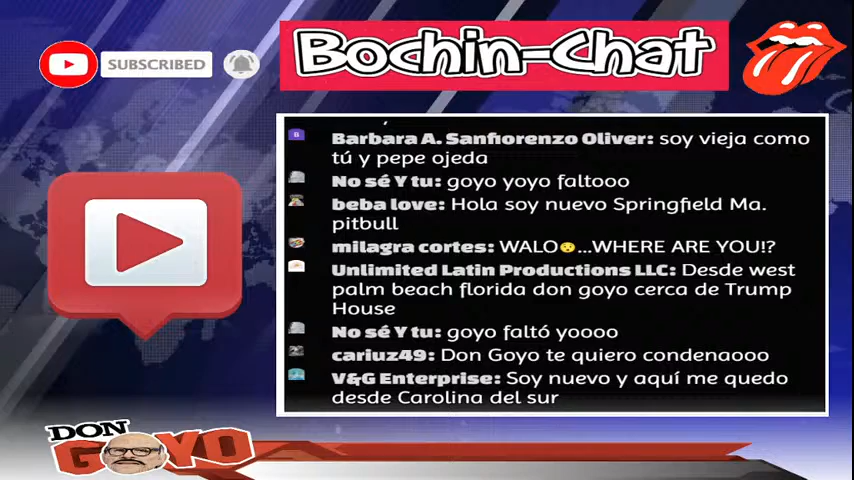 SUBSCRIBED
Bochin-Chat
Barbara A. Sanfiorenzo Oliver: soy vieja como
tú y pepe ojeda
No sé Y tu: goyo yoyo faltooo
beba love: Hola soy nuevo Springfield Ma.
pitbull
milagra cortes: WALO😯...WHERE ARE YOU!?
Unlimited Latin Productions LLC: Desde west
palm beach florida don goyo cerca de Trump
House
No sé Y tu: goyo faltó yoooo
cariuz49: Don Goyo te quiero condenaooo
V&G Enterprise: Soy nuevo y aquí me quedo
desde Carolina del sur
DON
GOYO